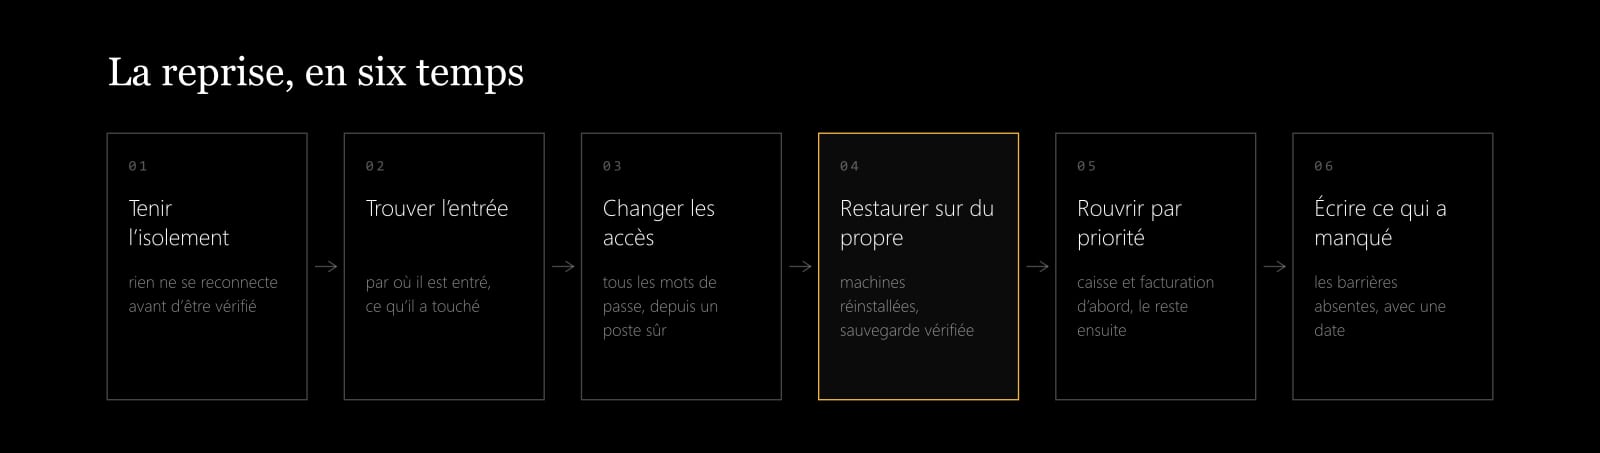 La reprise, en six temps
01
Tenir
l’isolement
rien ne se reconnecte
avant d’être vérifié
02
Trouver l’entrée
par où il est entré,
ce qu’il a touché
03
Changer les
accès
tous les mots de
passe, depuis un
poste sûr
04
Restaurer sur du
propre
machines
réinstallées,
sauvegarde vérifiée
05
Rouvrir par
priorité
caisse et facturation
d’abord, le reste
ensuite
06
Écrire ce qui a
manqué
les barrières
absentes, avec une
date